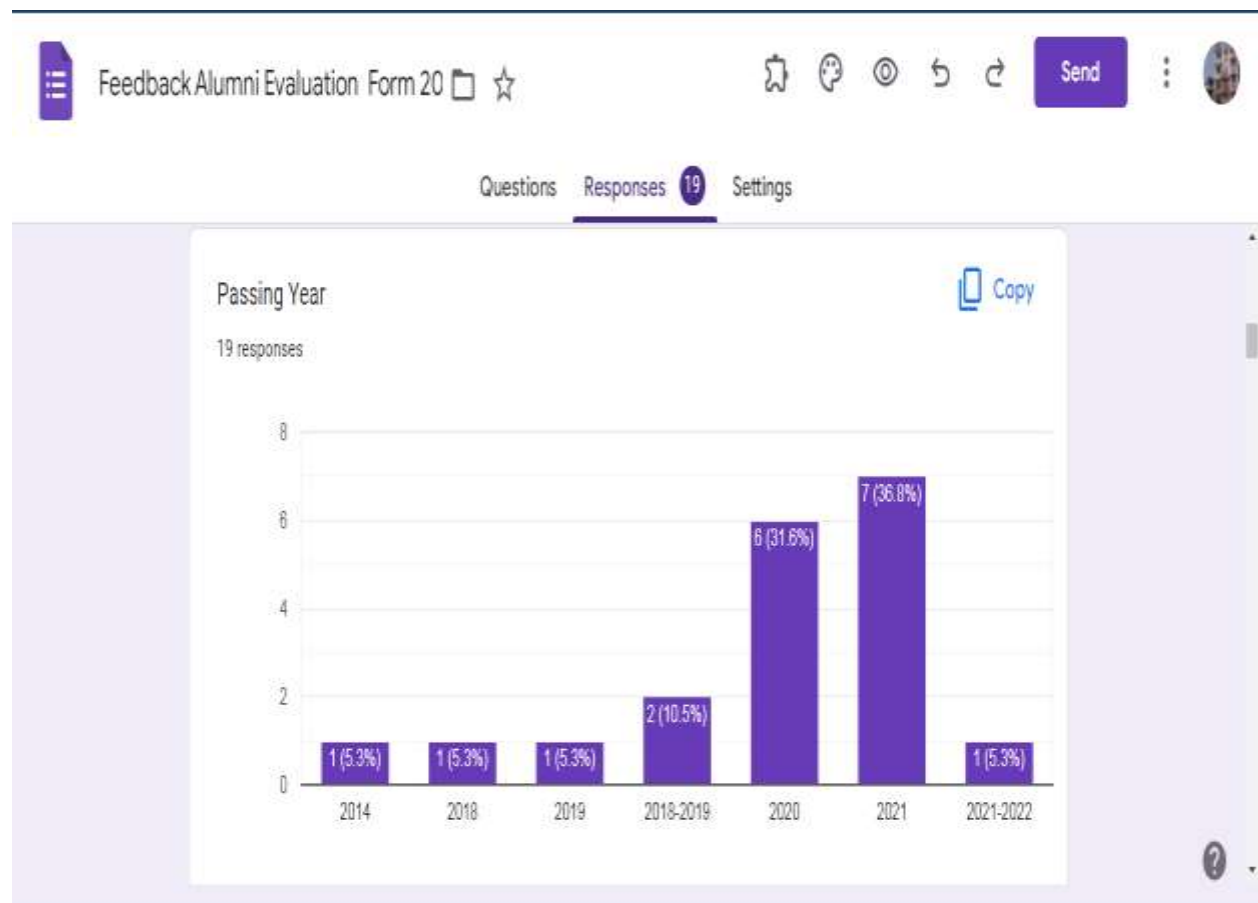 Feedback Alumni Evaluation Form 20
Send
Questions Responses 19 Settings
Passing Year
Copy
19 responses
8
6
4
2
0
1 (5.3%)
1 (5.3%)
1 (5.3%)
2 (10.5%)
6 (31.6%)
7 (36.8%)
1 (5.3%)
2014 2018 2019 2018-2019 2020 2021 2021-2022
?